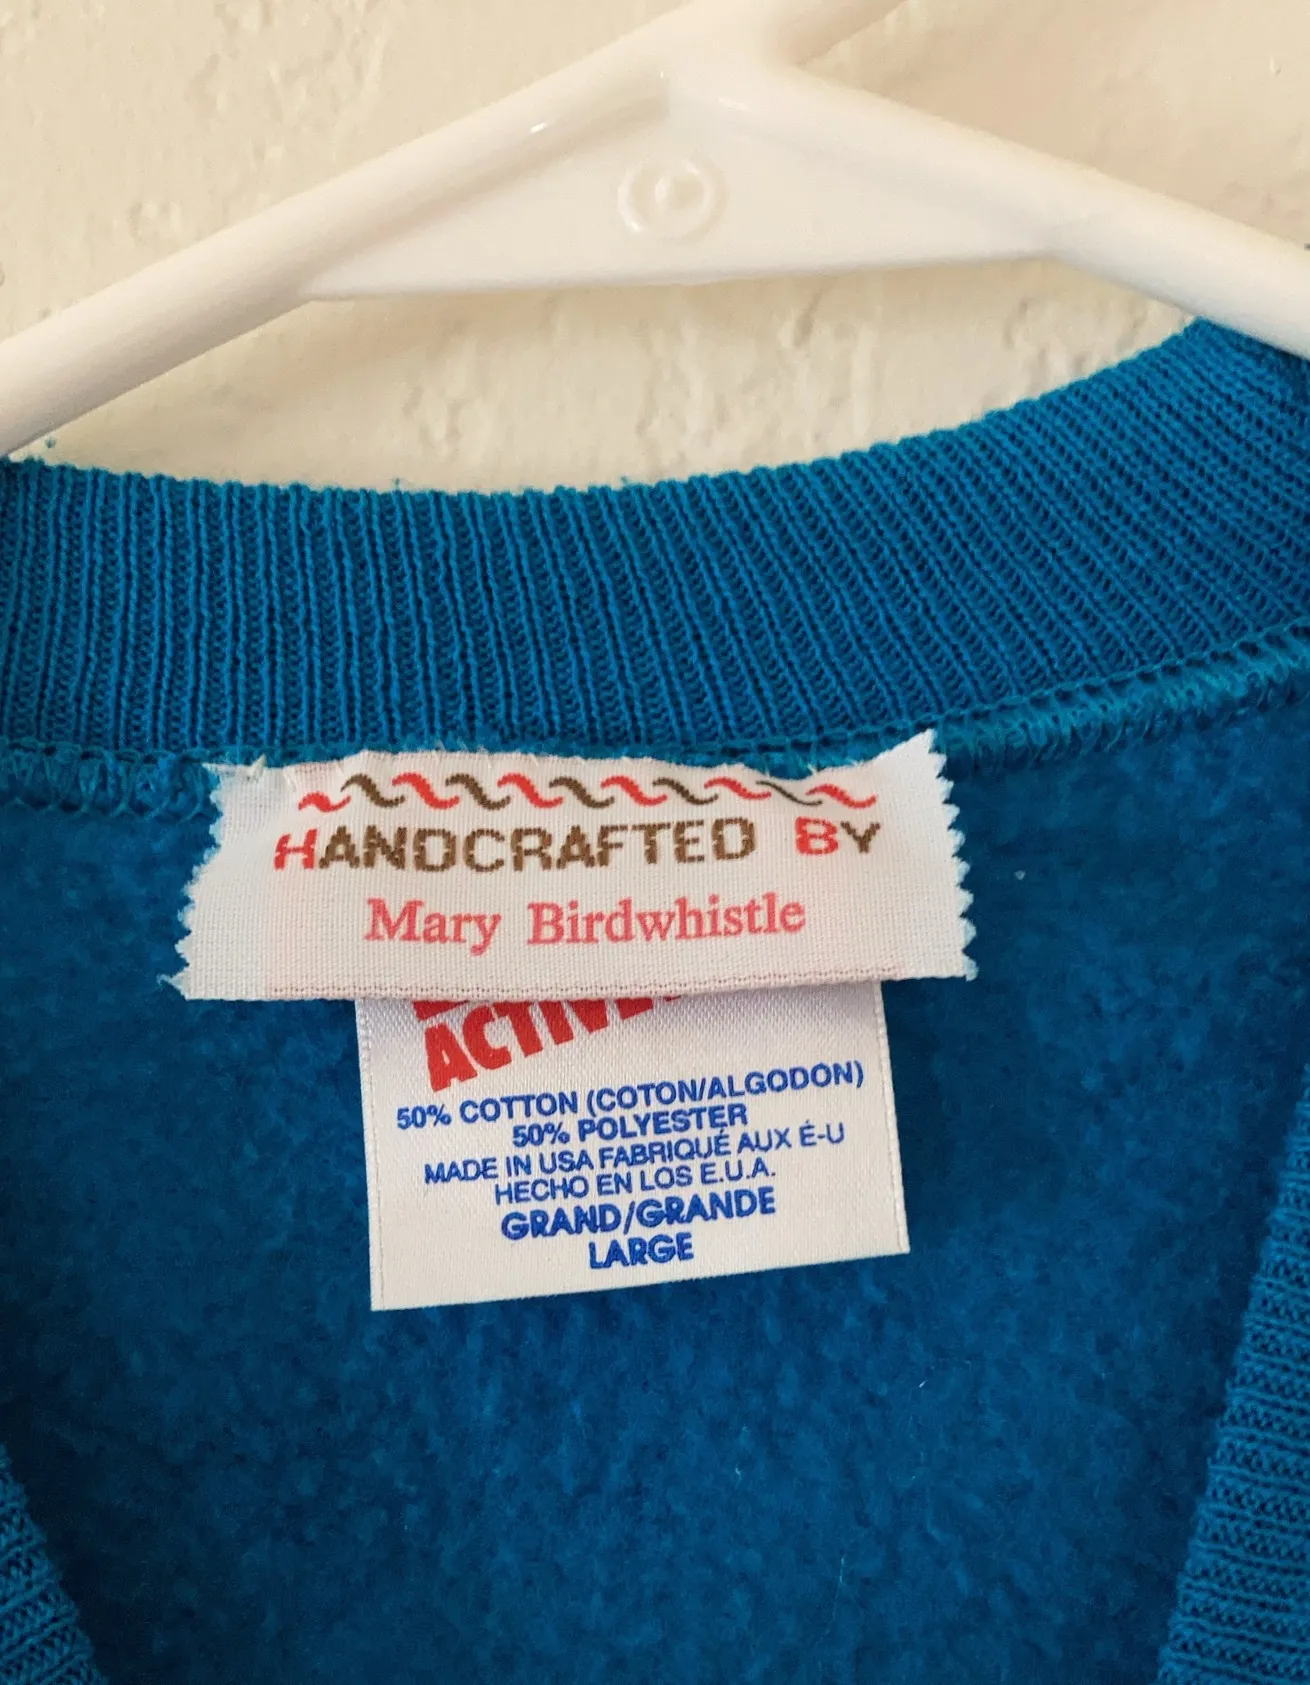 HANDCRAFTED BY
Mary Birdwhistle
50% COTTON (COTON/ALGODON)
50% POLYESTER
MADE IN USA FABRIQUÉ AUX É-U
HECHO EN LOS E.U.A.
GRAND/GRANDE
LARGE